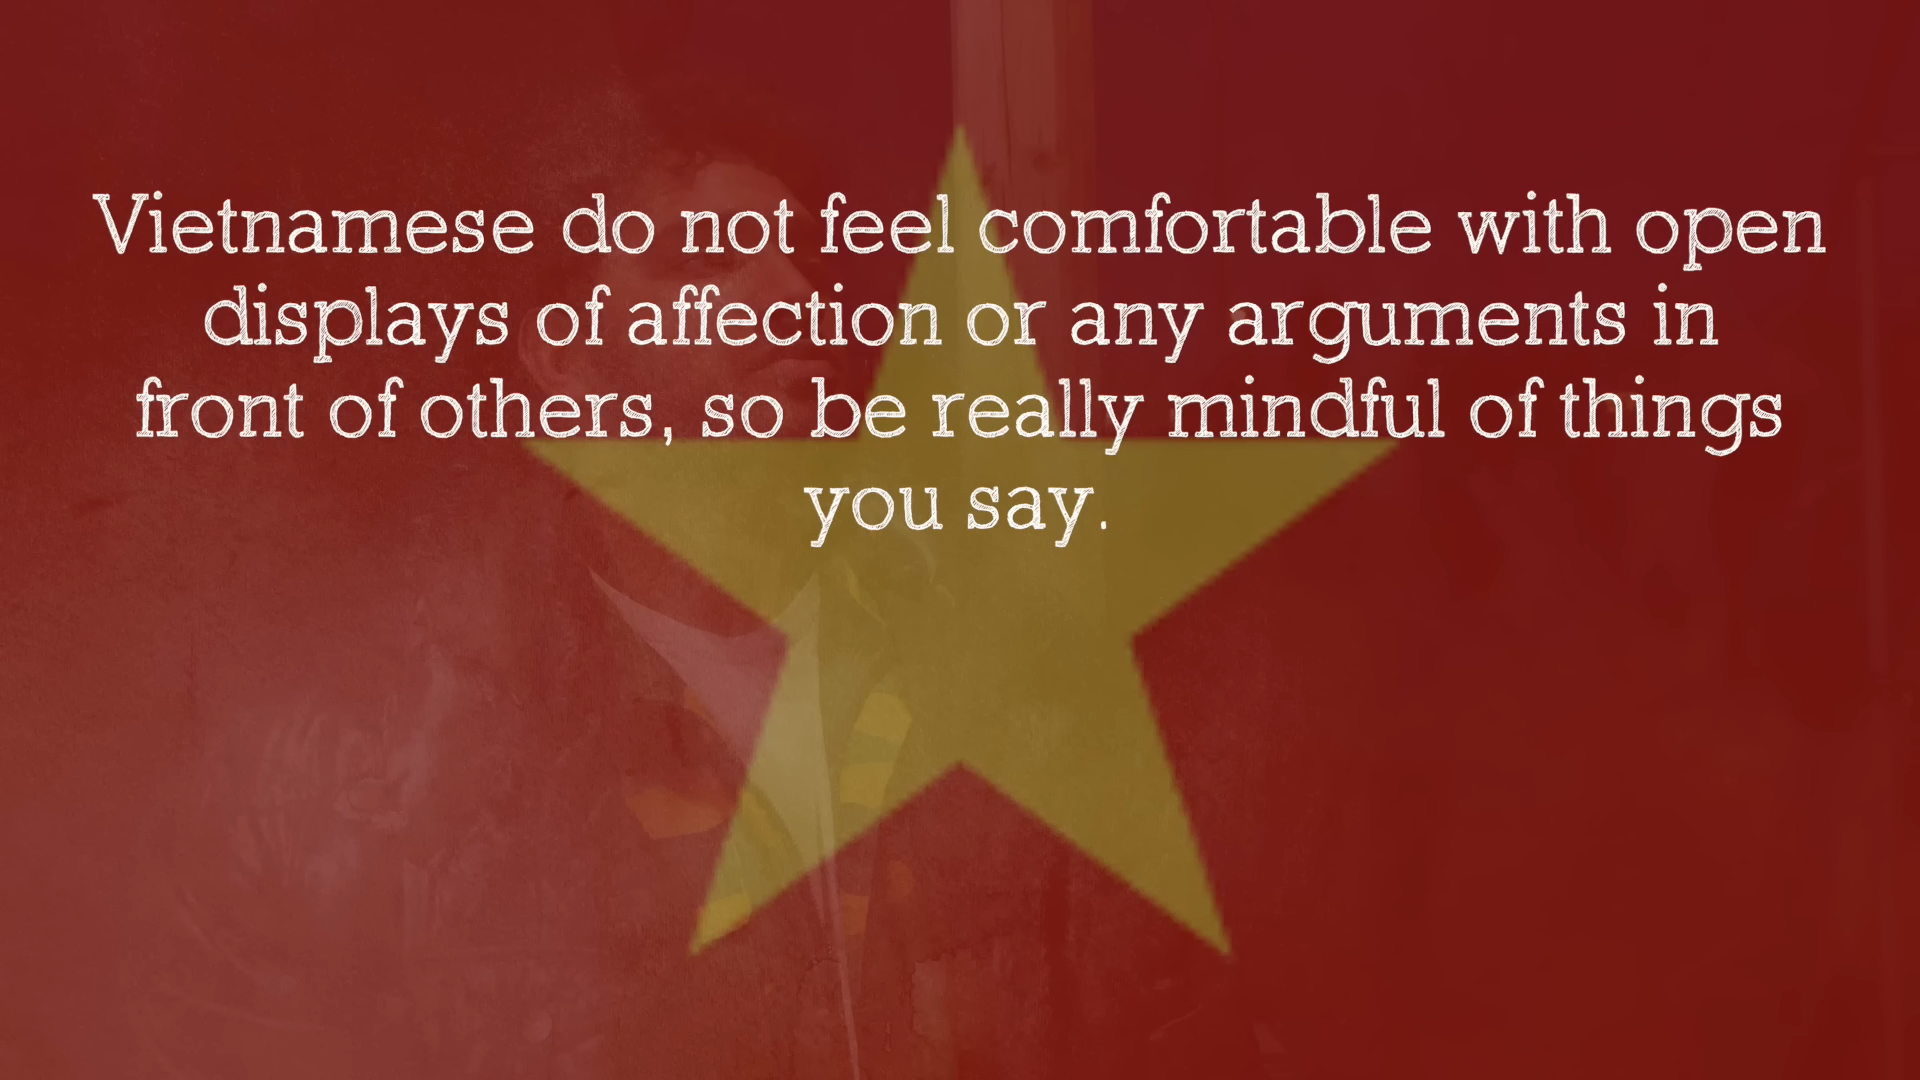 Vietnamese do not feel comfortable with open
displays of affection or any arguments in
front of others, so be really mindful of things
you say.